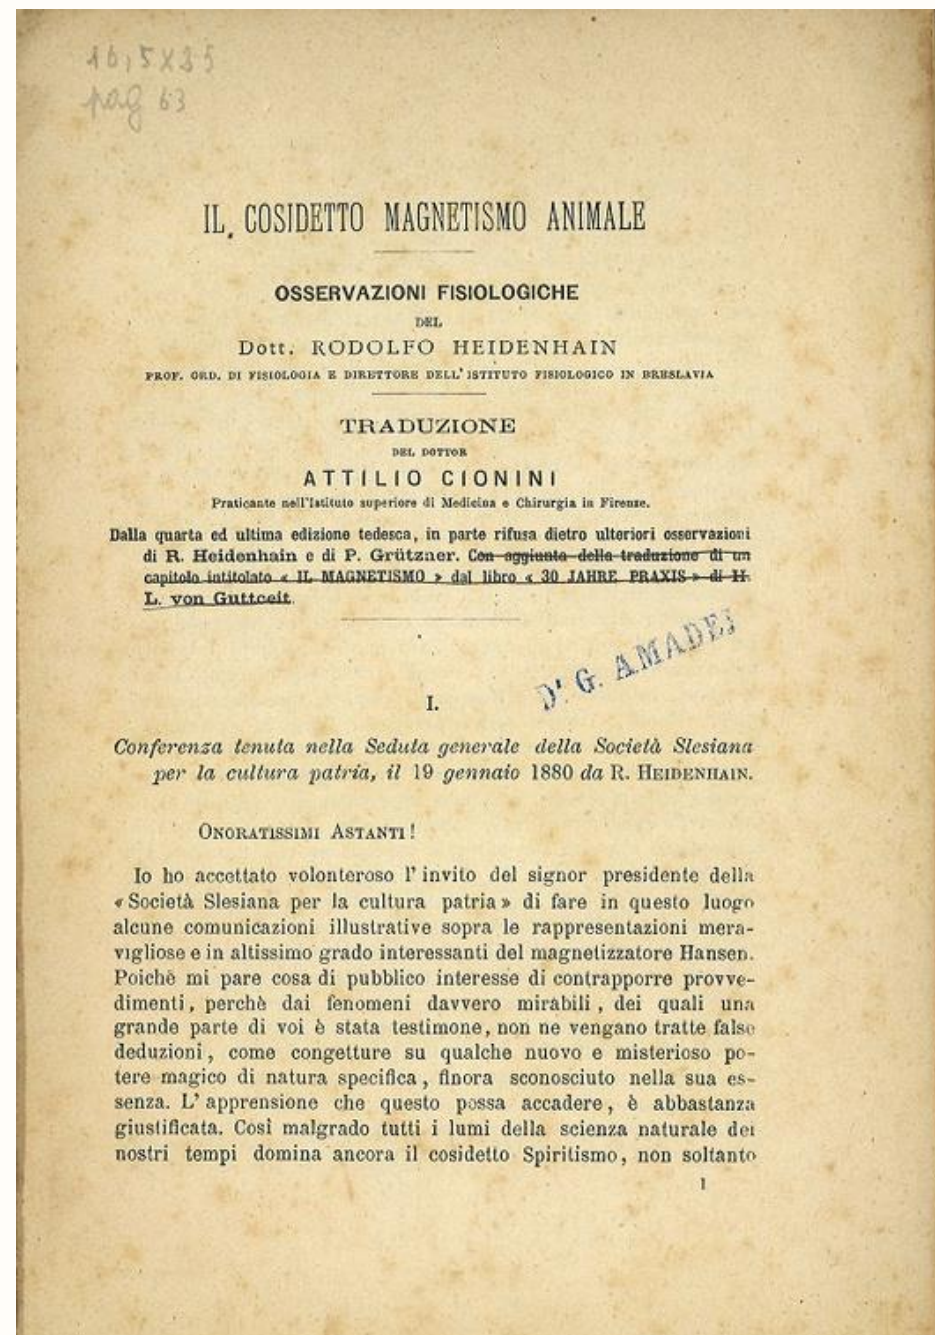 16,5x25
pag 63
IL COSIDETTO MAGNETISMO ANIMALE
OSSERVAZIONI FISIOLOGICHE
DEL
Dott. RODOLFO HEIDENHAIN
PROF. ORD. DI FISIOLOGIA E DIRETTORE DELL'ISTITUTO FISIOLOGICO IN BRESLAVIA
TRADUZIONE
DEL DOTTOR
ATTILIO CIONINI
Praticante nell'Istituto superiore di Medicina e Chirurgia in Firenze.
Dalla quarta ed ultima edizione tedesca, in parte rifusa dietro ulteriori osservazioni
di R. Heidenhain e di P. Grützner. Con aggiunta della traduzione di un
capitolo intitolato « IL MAGNETISMO » dal libro « 30 JAHRE PRAXIS » di H.
L. von Guttceit.
Dr G. AMADEI
I.
Conferenza tenuta nella Seduta generale della Società Slesiana
per la cultura patria, il 19 gennaio 1880 da R. HEIDENHAIN.
ONORATISSIMI ASTANTI!
Io ho accettato volonteroso l'invito del signor presidente della
«Società Slesiana per la cultura patria» di fare in questo luogo
alcune comunicazioni illustrative sopra le rappresentazioni mera-
vigliose e in altissimo grado interessanti del magnetizzatore Hansen.
Poichè mi pare cosa di pubblico interesse di contrapporre provve-
dimenti, perchè dai fenomeni davvero mirabili, dei quali una
grande parte di voi è stata testimone, non ne vengano tratte false
deduzioni, come congetture su qualche nuovo e misterioso po-
tere magico di natura specifica, finora sconosciuto nella sua es-
senza. L'apprensione che questo possa accadere, è abbastanza
giustificata. Così malgrado tutti i lumi della scienza naturale dei
nostri tempi domina ancora il cosidetto Spiritismo, non soltanto
1